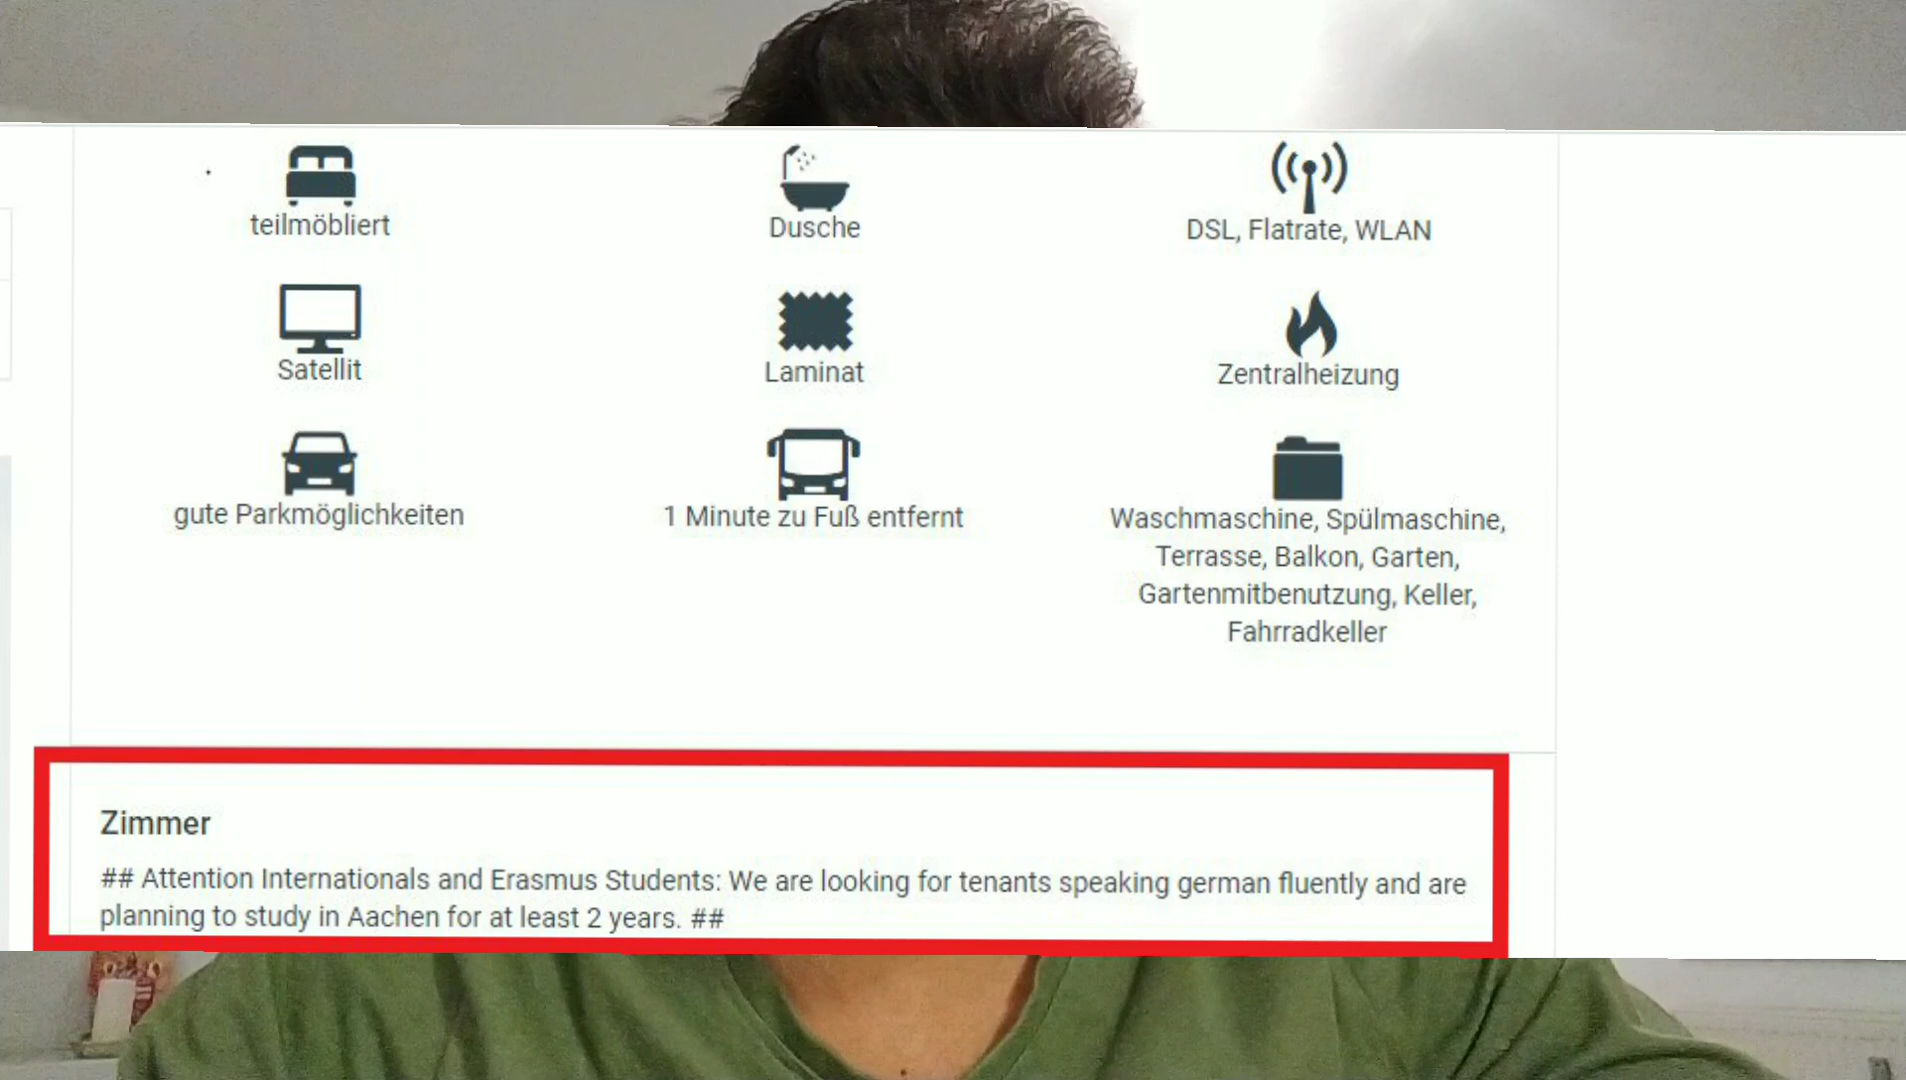 teilmöbliert
Dusche
DSL, Flatrate, WLAN
Satellit
Laminat
Zentralheizung
gute Parkmöglichkeiten
1 Minute zu Fuß entfernt
Waschmaschine, Spülmaschine,
Terrasse, Balkon, Garten,
Gartenmitbenutzung, Keller,
Fahrradkeller
Zimmer
## Attention Internationals and Erasmus Students: We are looking for tenants speaking german fluently and are
planning to study in Aachen for at least 2 years. ##